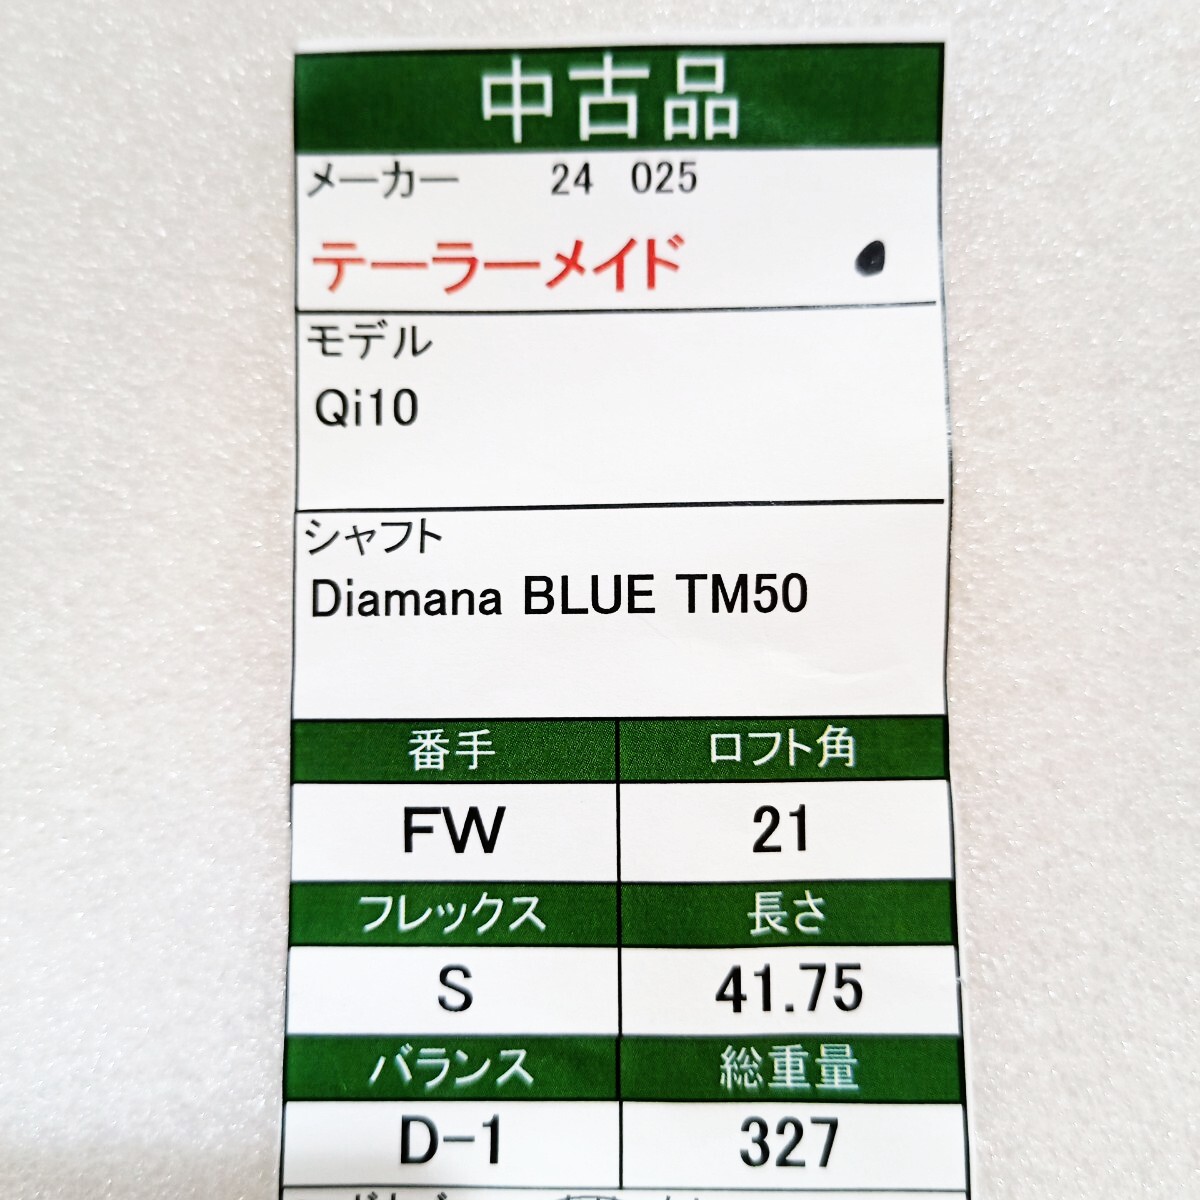 中古品
メーカー 24 025
テーラーメイド
モデル
Qi10
シャフト
Diamana BLUE TM50
番手 ロフト角
FW 21
フレックス 長さ
S 41.75
バランス 総重量
D-1 327